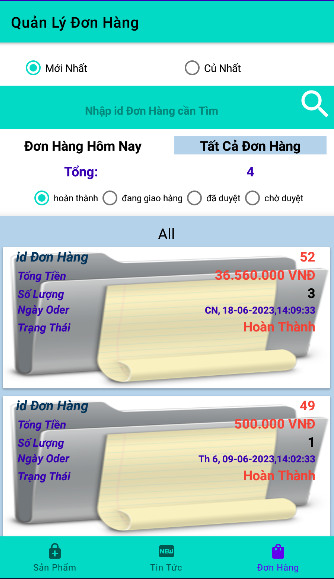 Quản Lý Đơn Hàng
Mới Nhất Củ Nhất
Nhập id Đơn Hàng cần Tìm
Đơn Hàng Hôm Nay Tất Cả Đơn Hàng
Tổng: 4
hoàn thành đang giao hàng đã duyệt chờ duyệt
All
id Đơn Hàng 52
Tổng Tiền 36.560.000 VNĐ
Số Lượng 3
Ngày Oder CN, 18-06-2023,14:09:33
Trạng Thái Hoàn Thành
id Đơn Hàng 49
Tổng Tiền 500.000 VNĐ
Số Lượng 1
Ngày Oder Th 6, 09-06-2023,14:02:33
Trạng Thái Hoàn Thành
NEW
Sản Phẩm Tin Tức Đơn Hàng